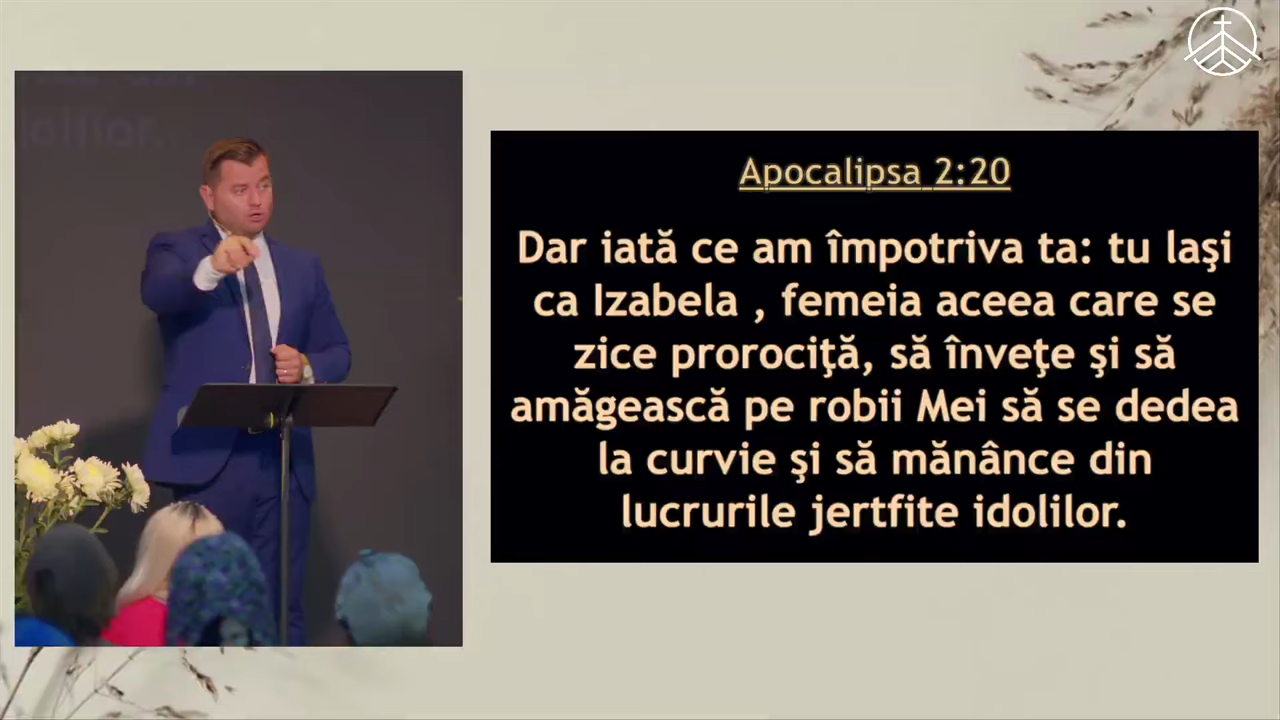 Apocalipsa 2:20
Dar iată ce am împotriva ta: tu laşi
ca Izabela , femeia aceea care se
zice prorociţă, să înveţe şi să
amăgească pe robii Mei să se dedea
la curvie şi să mănânce din
lucrurile jertfite idolilor.